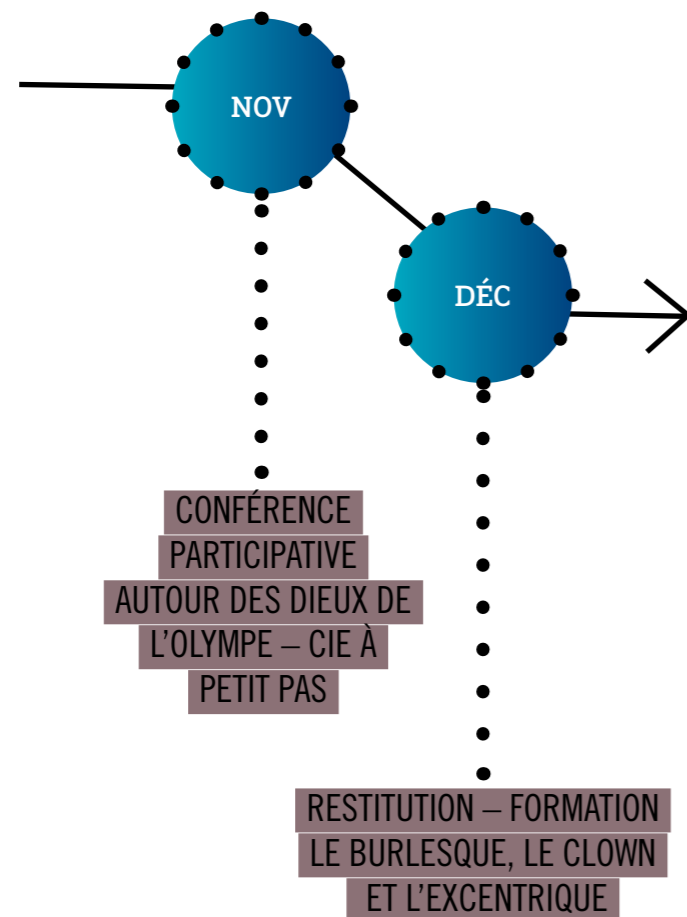 NOV
DÉC
CONFÉRENCE
PARTICIPATIVE
AUTOUR DES DIEUX DE
L’OLYMPE – CIE À
PETIT PAS
RESTITUTION – FORMATION
LE BURLESQUE, LE CLOWN
ET L’EXCENTRIQUE